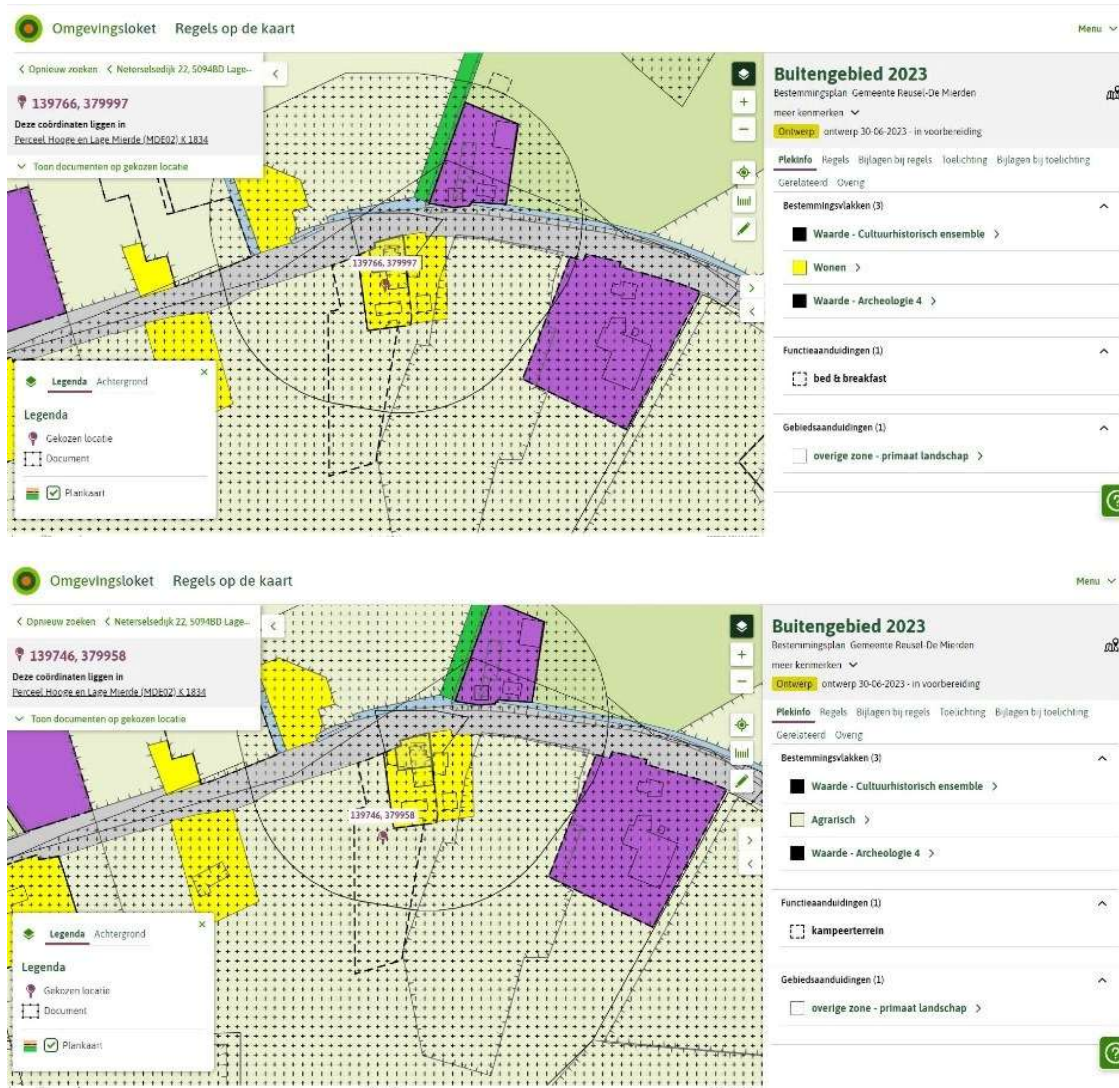 Omgevingsloket Regels op de kaart
Menu
< Opnieuw zoeken < Neterselsedijk 22, 5094BD Lage--
139766, 379997
Deze coördinaten liggen in
Perceel Hooge en Lage Mierde (MDE02) K 1834
Toon documenten op gekozen locatie
139766, 379997
Legenda Achtergrond
Legenda
Gekozen locatie
Document
Plankaart
Buitengebied 2023
Bestemmingsplan Gemeente Reusel-De Mierden
meer kenmerken
Ontwerp ontwerp 30-06-2023 - in voorbereiding
Plekinfo Regels Bijlagen bij regels Toelichting Bijlagen bij toelichting
Gerelateerd Overig
Bestemmingsvlakken (3)
Waarde - Cultuurhistorisch ensemble >
Wonen >
Waarde - Archeologie 4 >
Functieaanduidingen (1)
bed & breakfast
Gebiedsaanduidingen (1)
overige zone - primaat landschap >
Omgevingsloket Regels op de kaart
Menu
< Opnieuw zoeken < Neterselsedijk 22, 5094BD Lage--
139746, 379958
Deze coördinaten liggen in
Perceel Hooge en Lage Mierde (MDE02) K 1834
Toon documenten op gekozen locatie
139746, 379958
Legenda Achtergrond
Legenda
Gekozen locatie
Document
Plankaart
Buitengebied 2023
Bestemmingsplan Gemeente Reusel-De Mierden
meer kenmerken
Ontwerp ontwerp 30-06-2023 - in voorbereiding
Plekinfo Regels Bijlagen bij regels Toelichting Bijlagen bij toelichting
Gerelateerd Overig
Bestemmingsvlakken (3)
Waarde - Cultuurhistorisch ensemble >
Agrarisch >
Waarde - Archeologie 4 >
Functieaanduidingen (1)
kampeerterrein
Gebiedsaanduidingen (1)
overige zone - primaat landschap >